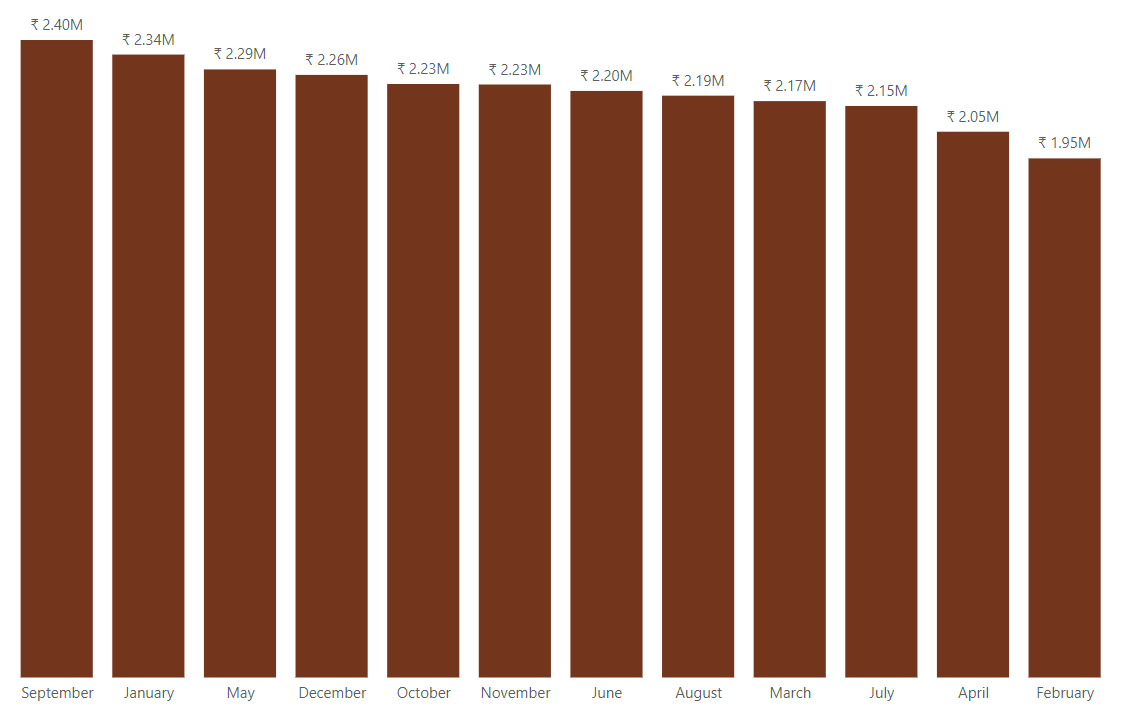 ₹ 2.40M
₹ 2.34M
₹ 2.29M
₹ 2.26M
₹ 2.23M
₹ 2.23M
₹ 2.20M
₹ 2.19M
₹ 2.17M
₹ 2.15M
₹ 2.05M
₹ 1.95M
September January May December October November June August March July April February